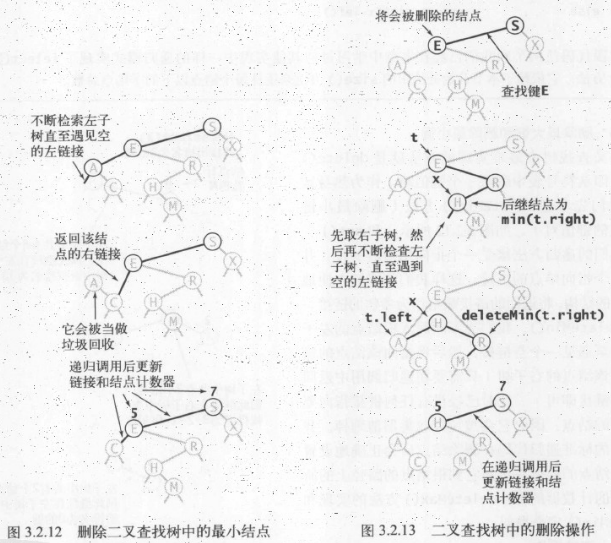 不断检索左子
树直至遇见空
的左链接
S
E
X
A
R
C
H
M
返回该结
点的右链接
S
E
X
A
R
C
H
M
它会被当做
垃圾回收
递归调用后更新
链接和结点计数器
7
5
S
E
X
C
R
H
M
图 3.2.12 删除二叉查找树中的最小结点
将会被删除的结点
S
E
X
A
R
C
H
M
查找键E
t
S
E
X
x
A
R
C
H
M
后继结点为
min(t.right)
先取右子树，然
后再不断检查左
子树，直至遇到
空的左链接
S
x
E
X
t.left
H
deleteMin(t.right)
A
R
C
M
7
5
S
H
X
A
R
C
M
在递归调用后
更新链接和结
点计数器
图 3.2.13 二叉查找树中的删除操作